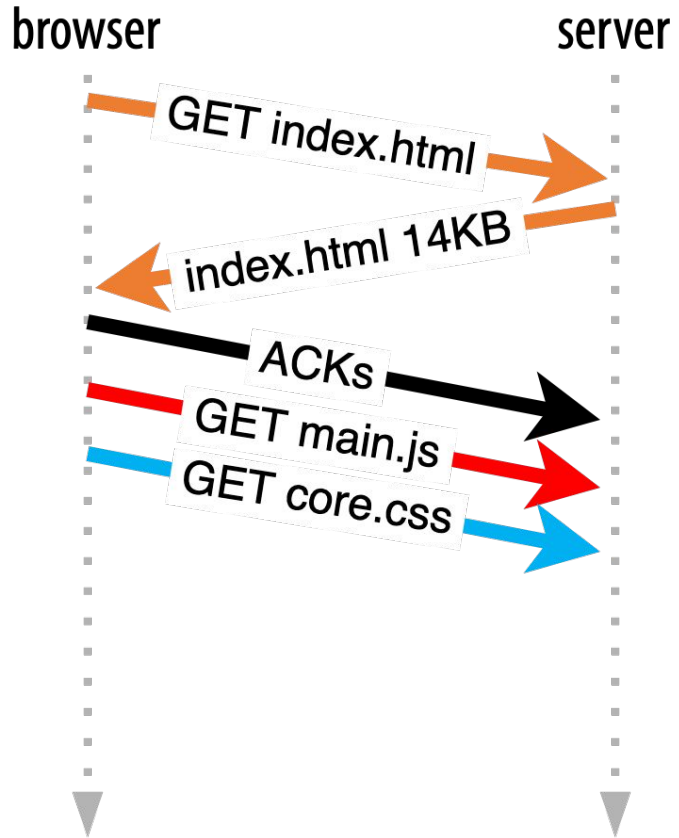 browser
server
GET index.html
index.html 14KB
ACKs
GET main.js
GET core.css